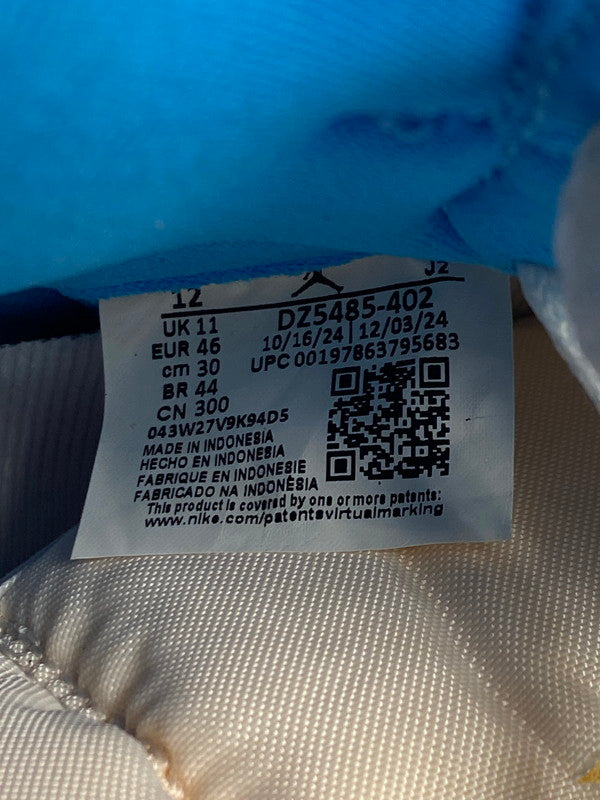 12 J2
UK 11 DZ5485-402
EUR 46 10/16/24 | 12/03/24
cm 30 UPC 00197863795683
BR 44
CN 300
043W27V9K94D5
MADE IN INDONESIA
HECHO EN INDONESIA
FABRIQUE EN INDONESIE
FABRICADO NA INDONÉSIA
This product is covered by one or more patents:
www.nike.com/patentsvirtualmarking